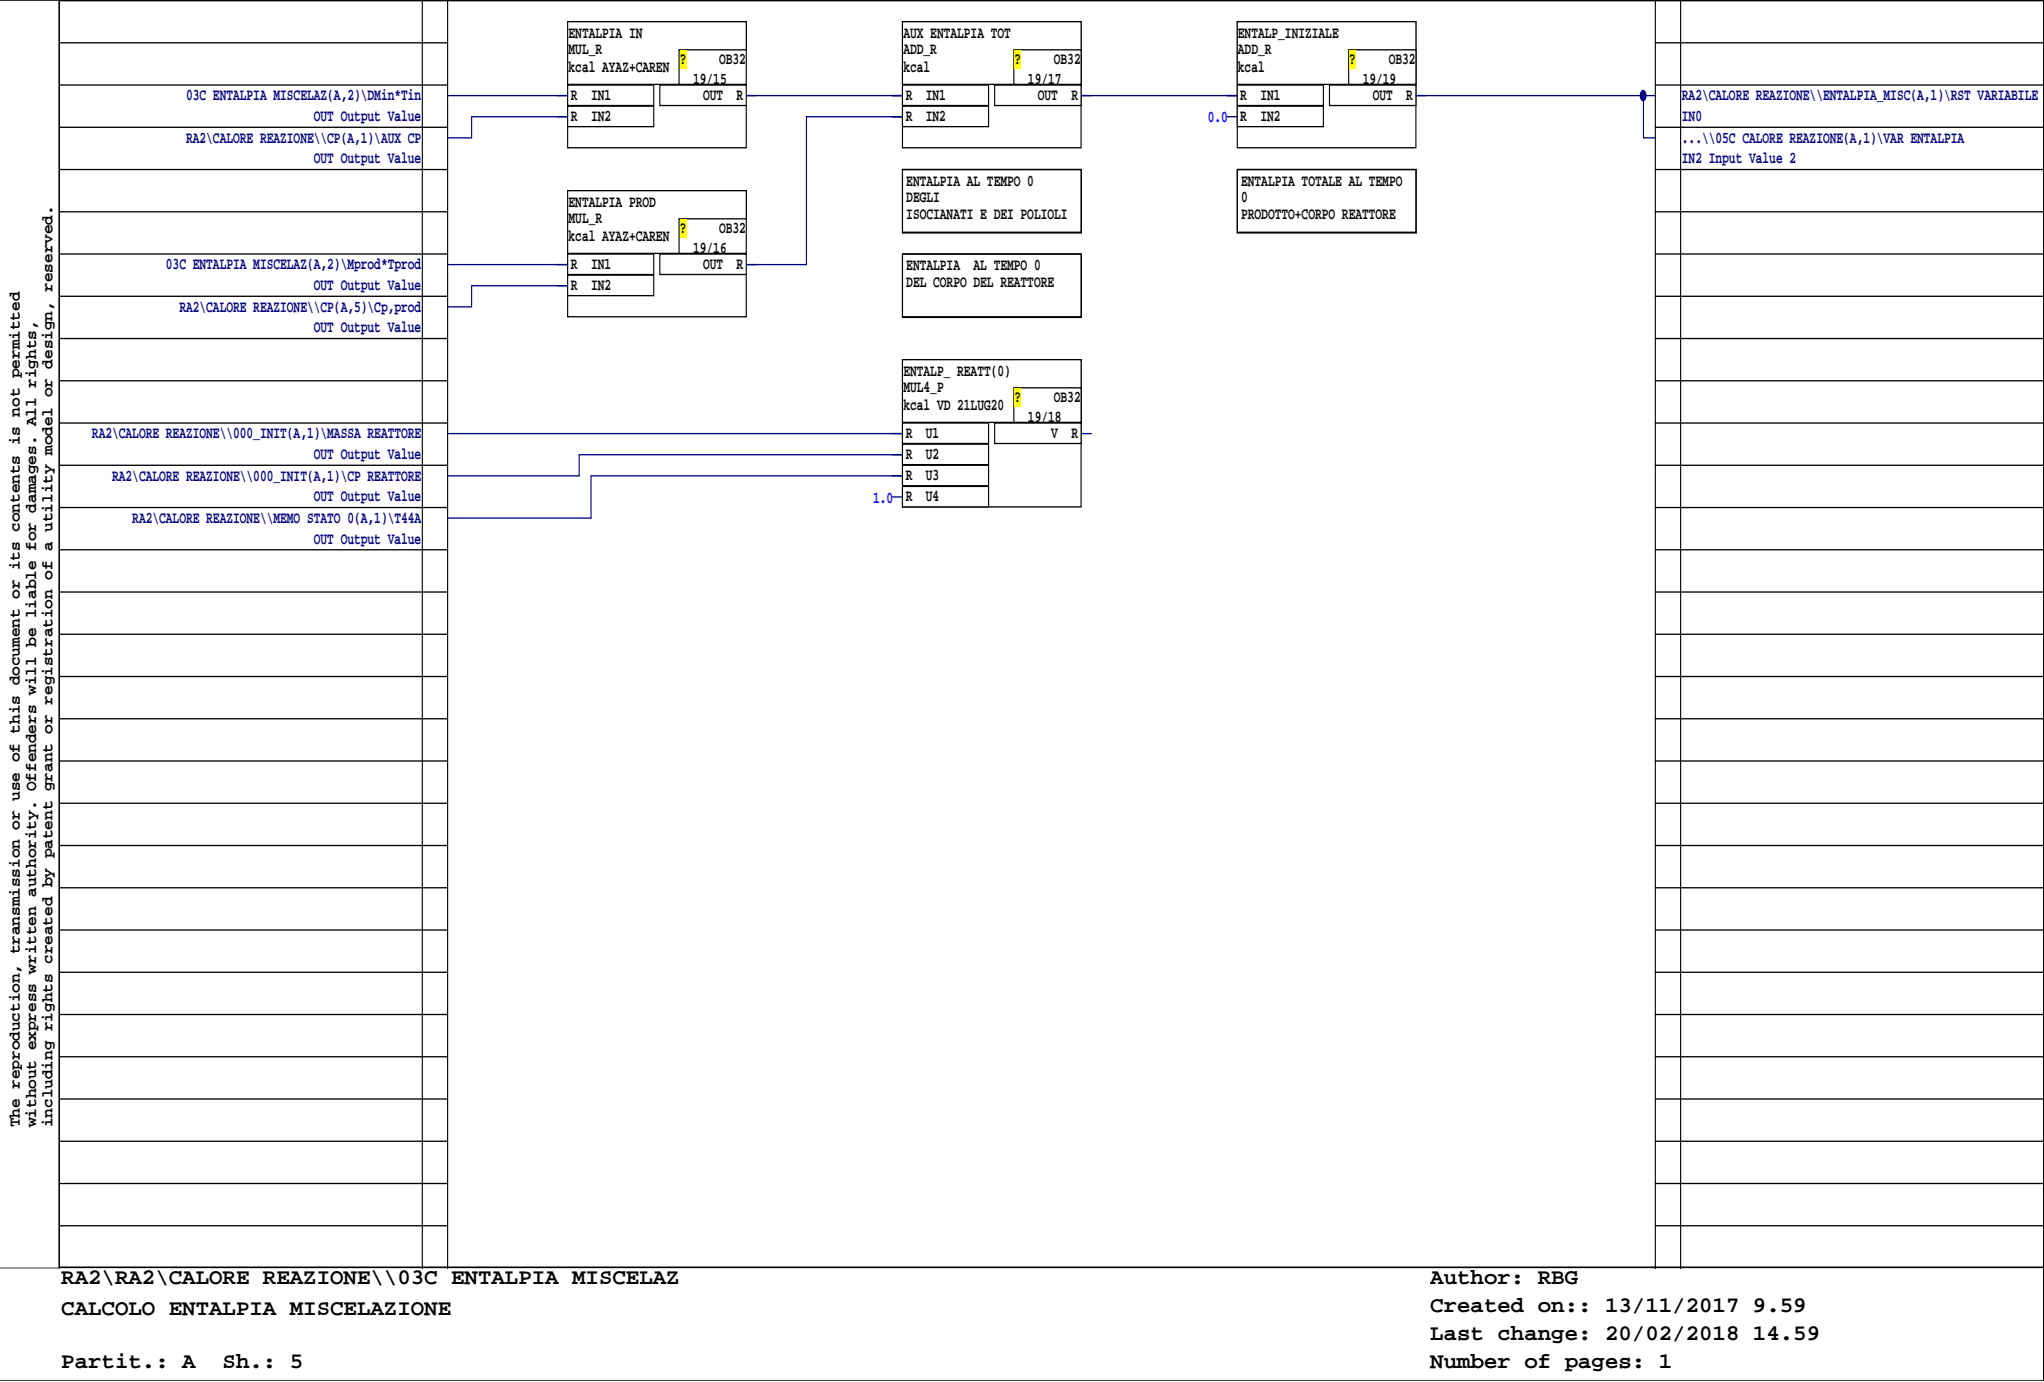 The reproduction, transmission or use of this document or its contents is not permitted
without express written authority. Offenders will be liable for damages. All rights,
including rights created by patent grant or registration of a utility model or design, reserved.
03C ENTALPIA MISCELAZ(A,2)\DMin*Tin
OUT Output Value
RA2\CALORE REAZIONE\\CP(A,1)\AUX CP
OUT Output Value
03C ENTALPIA MISCELAZ(A,2)\Mprod*Tprod
OUT Output Value
RA2\CALORE REAZIONE\\CP(A,5)\Cp,prod
OUT Output Value
RA2\CALORE REAZIONE\\000_INIT(A,1)\MASSA REATTORE
OUT Output Value
RA2\CALORE REAZIONE\\000_INIT(A,1)\CP REATTORE
OUT Output Value
RA2\CALORE REAZIONE\\MEMO STATO 0(A,1)\T44A
OUT Output Value
ENTALPIA IN
MUL_R
kcal AYAZ+CAREN
? OB32
19/15
R IN1 OUT R
R IN2
ENTALPIA PROD
MUL_R
kcal AYAZ+CAREN
? OB32
19/16
R IN1 OUT R
R IN2
AUX ENTALPIA TOT
ADD_R
kcal
? OB32
19/17
R IN1 OUT R
R IN2
ENTALPIA AL TEMPO 0
DEGLI
ISOCIANATI E DEI POLIOLI
ENTALPIA AL TEMPO 0
DEL CORPO DEL REATTORE
ENTALP_ REATT(0)
MUL4_P
kcal VD 21LUG20
? OB32
19/18
R U1 V R
R U2
R U3
1.0 R U4
ENTALP_INIZIALE
ADD_R
kcal
? OB32
19/19
R IN1 OUT R
0.0 R IN2
ENTALPIA TOTALE AL TEMPO
0
PRODOTTO+CORPO REATTORE
RA2\CALORE REAZIONE\\ENTALPIA_MISC(A,1)\RST VARIABILE
IN0
...\\05C CALORE REAZIONE(A,1)\VAR ENTALPIA
IN2 Input Value 2
RA2\RA2\CALORE REAZIONE\\03C ENTALPIA MISCELAZ
CALCOLO ENTALPIA MISCELAZIONE
Partit.: A Sh.: 5
Author: RBG
Created on:: 13/11/2017 9.59
Last change: 20/02/2018 14.59
Number of pages: 1